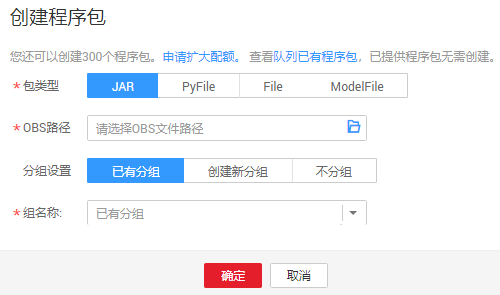 创建程序包
您还可以创建300个程序包。申请扩大配额。 查看队列已有程序包，已提供程序包无需创建。
* 包类型 JAR PyFile File ModelFile
* OBS路径 请选择OBS文件路径
分组设置 已有分组 创建新分组 不分组
* 组名称: 已有分组
确定 取消